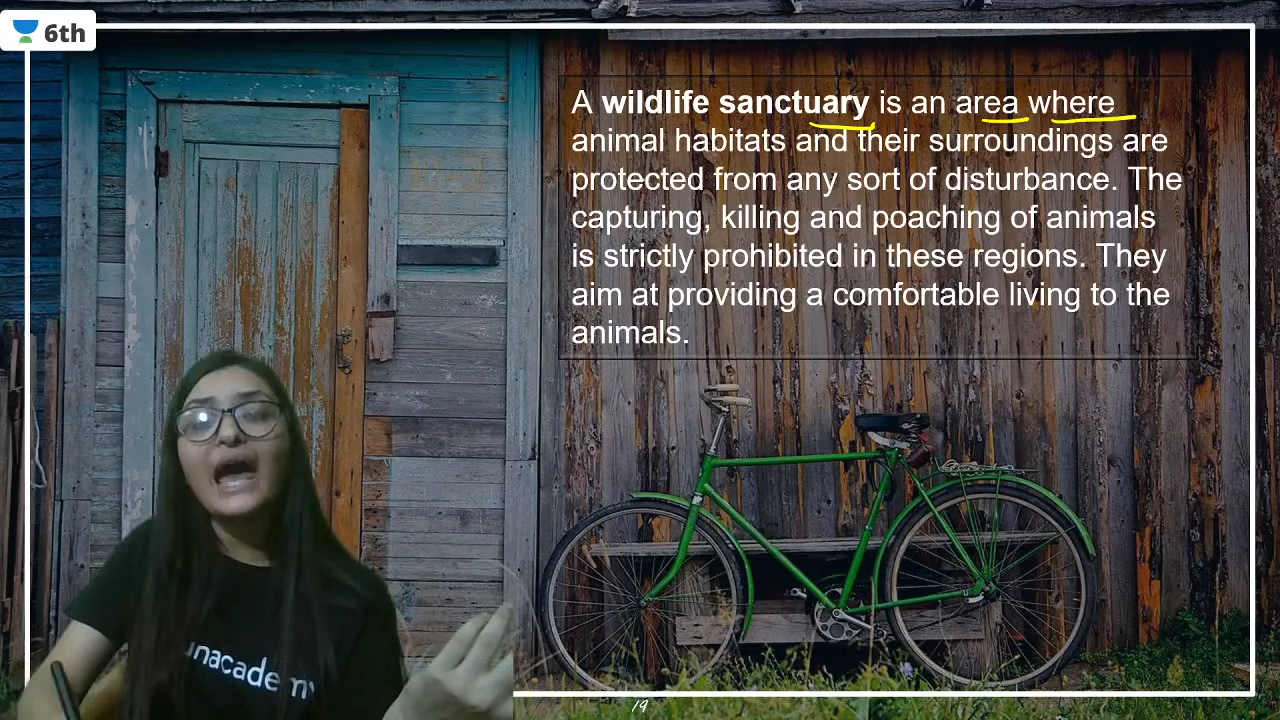 6th
A wildlife sanctuary is an area where
animal habitats and their surroundings are
protected from any sort of disturbance. The
capturing, killing and poaching of animals
is strictly prohibited in these regions. They
aim at providing a comfortable living to the
animals.
unacademy
19